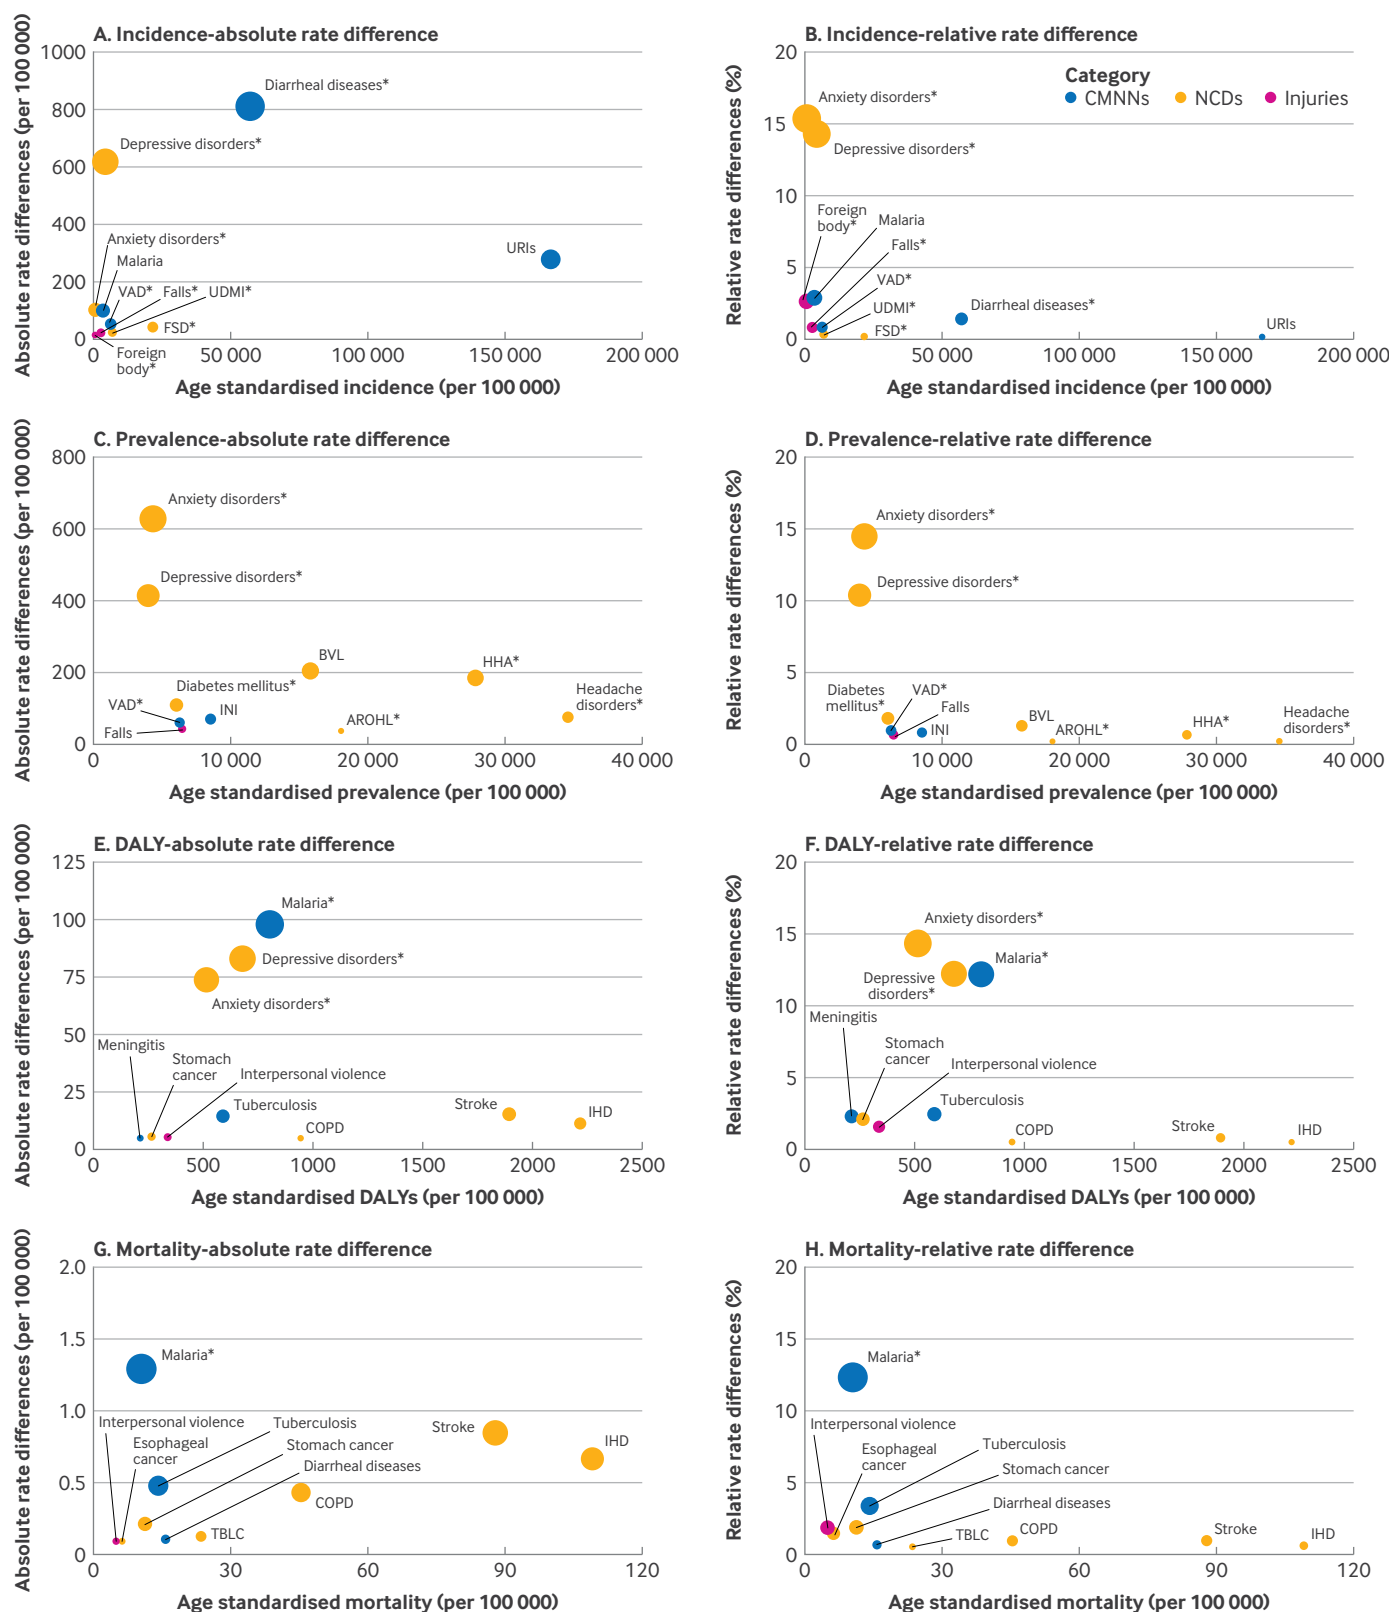 A. Incidence-absolute rate difference
Absolute rate differences (per 100 000)
1000
800
600
400
200
0
Diarrheal diseases*
Depressive disorders*
Anxiety disorders*
Malaria
VAD*
Falls*
UDMI*
FSD*
URIs
Foreign
body*
0
50 000
100 000
150 000
200 000
Age standardised incidence (per 100 000)
B. Incidence-relative rate difference
Relative rate differences (%)
20
15
10
5
0
Category
CMNNs
NCDs
Injuries
Anxiety disorders*
Depressive disorders*
Foreign
body*
Malaria
Falls*
VAD*
UDMI*
FSD*
Diarrheal diseases*
URIs
0
50 000
100 000
150 000
200 000
Age standardised incidence (per 100 000)
C. Prevalence-absolute rate difference
Absolute rate differences (per 100 000)
800
600
400
200
0
Anxiety disorders*
Depressive disorders*
BVL
HHA*
Diabetes mellitus*
Headache
disorders*
VAD*
INI
AROHL*
Falls
0
10 000
20 000
30 000
40 000
Age standardised prevalence (per 100 000)
D. Prevalence-relative rate difference
Relative rate differences (%)
20
15
10
5
0
Anxiety disorders*
Depressive disorders*
Diabetes
mellitus*
VAD*
Falls
INI
BVL
AROHL*
HHA*
Headache
disorders*
0
10 000
20 000
30 000
40 000
Age standardised prevalence (per 100 000)
E. DALY-absolute rate difference
Absolute rate differences (per 100 000)
125
100
75
50
25
0
Malaria*
Depressive disorders*
Anxiety disorders*
Meningitis
Stomach
cancer
Interpersonal violence
Tuberculosis
COPD
Stroke
IHD
0
500
1000
1500
2000
2500
Age standardised DALYs (per 100 000)
F. DALY-relative rate difference
Relative rate differences (%)
20
15
10
5
0
Anxiety disorders*
Malaria*
Depressive
disorders*
Meningitis
Stomach
cancer
Interpersonal violence
Tuberculosis
COPD
Stroke
IHD
0
500
1000
1500
2000
2500
Age standardised DALYs (per 100 000)
G. Mortality-absolute rate difference
Absolute rate differences (per 100 000)
2.0
1.5
1.0
0.5
0
Malaria*
Interpersonal violence
Esophageal
cancer
Tuberculosis
Stomach cancer
Diarrheal diseases
Stroke
IHD
COPD
TBLC
0
30
60
90
120
Age standardised mortality (per 100 000)
H. Mortality-relative rate difference
Relative rate differences (%)
20
15
10
5
0
Malaria*
Interpersonal violence
Esophageal
cancer
Tuberculosis
Stomach cancer
Diarrheal diseases
TBLC
COPD
Stroke
IHD
0
30
60
90
120
Age standardised mortality (per 100 000)